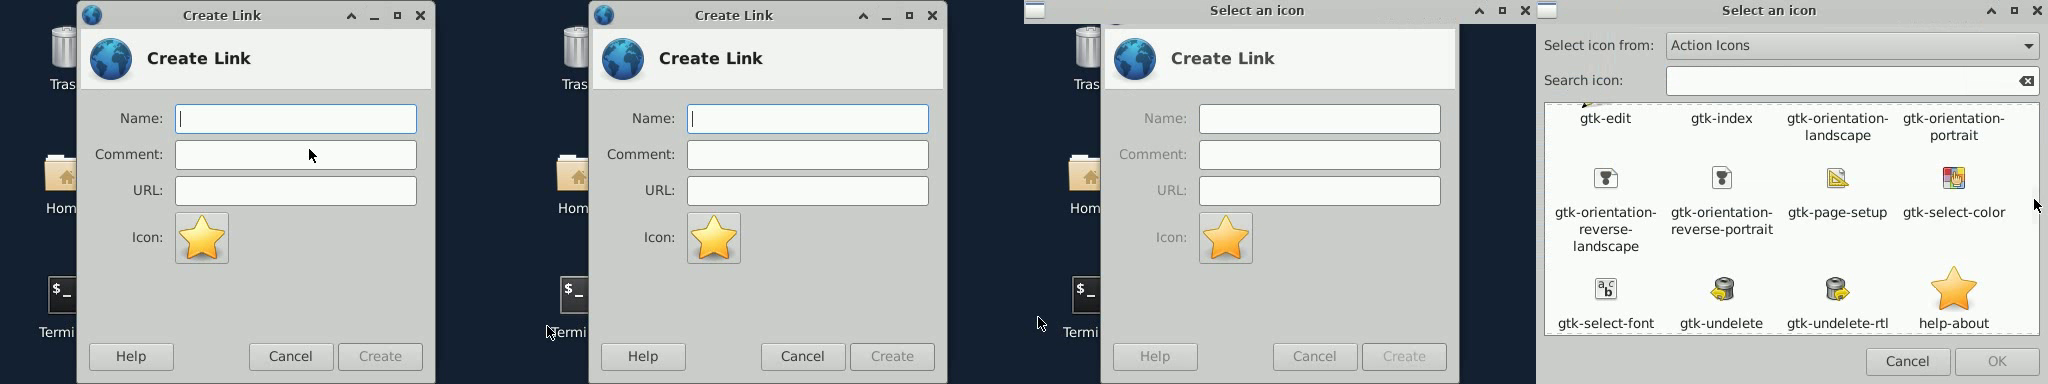 Create Link
Create Link
Name:
Comment:
URL:
Icon:
Help
Cancel
Create
Tras
Hom
$_
Termi
Create Link
Create Link
Name:
Comment:
URL:
Icon:
Help
Cancel
Create
Tras
Hom
$_
Termi
Select an icon
Create Link
Name:
Comment:
URL:
Icon:
Help
Cancel
Create
Tras
Hom
$_
Termi
Select an icon
Select icon from:
Action Icons
Search icon:
gtk-edit
gtk-index
gtk-orientation-
landscape
gtk-orientation-
portrait
gtk-orientation-
reverse-
landscape
gtk-orientation-
reverse-portrait
gtk-page-setup
gtk-select-color
abc
gtk-select-font
gtk-undelete
gtk-undelete-rtl
help-about
Cancel
OK